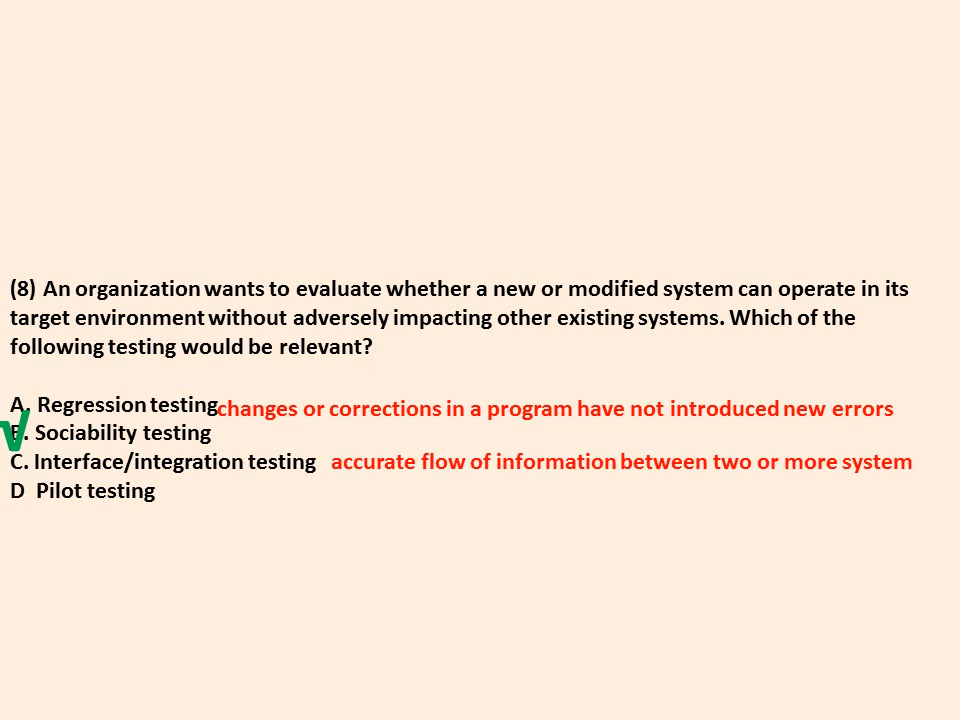 (8) An organization wants to evaluate whether a new or modified system can operate in its
target environment without adversely impacting other existing systems. Which of the
following testing would be relevant?
A. Regression testing changes or corrections in a program have not introduced new errors
√
B. Sociability testing
C. Interface/integration testing accurate flow of information between two or more system
D Pilot testing